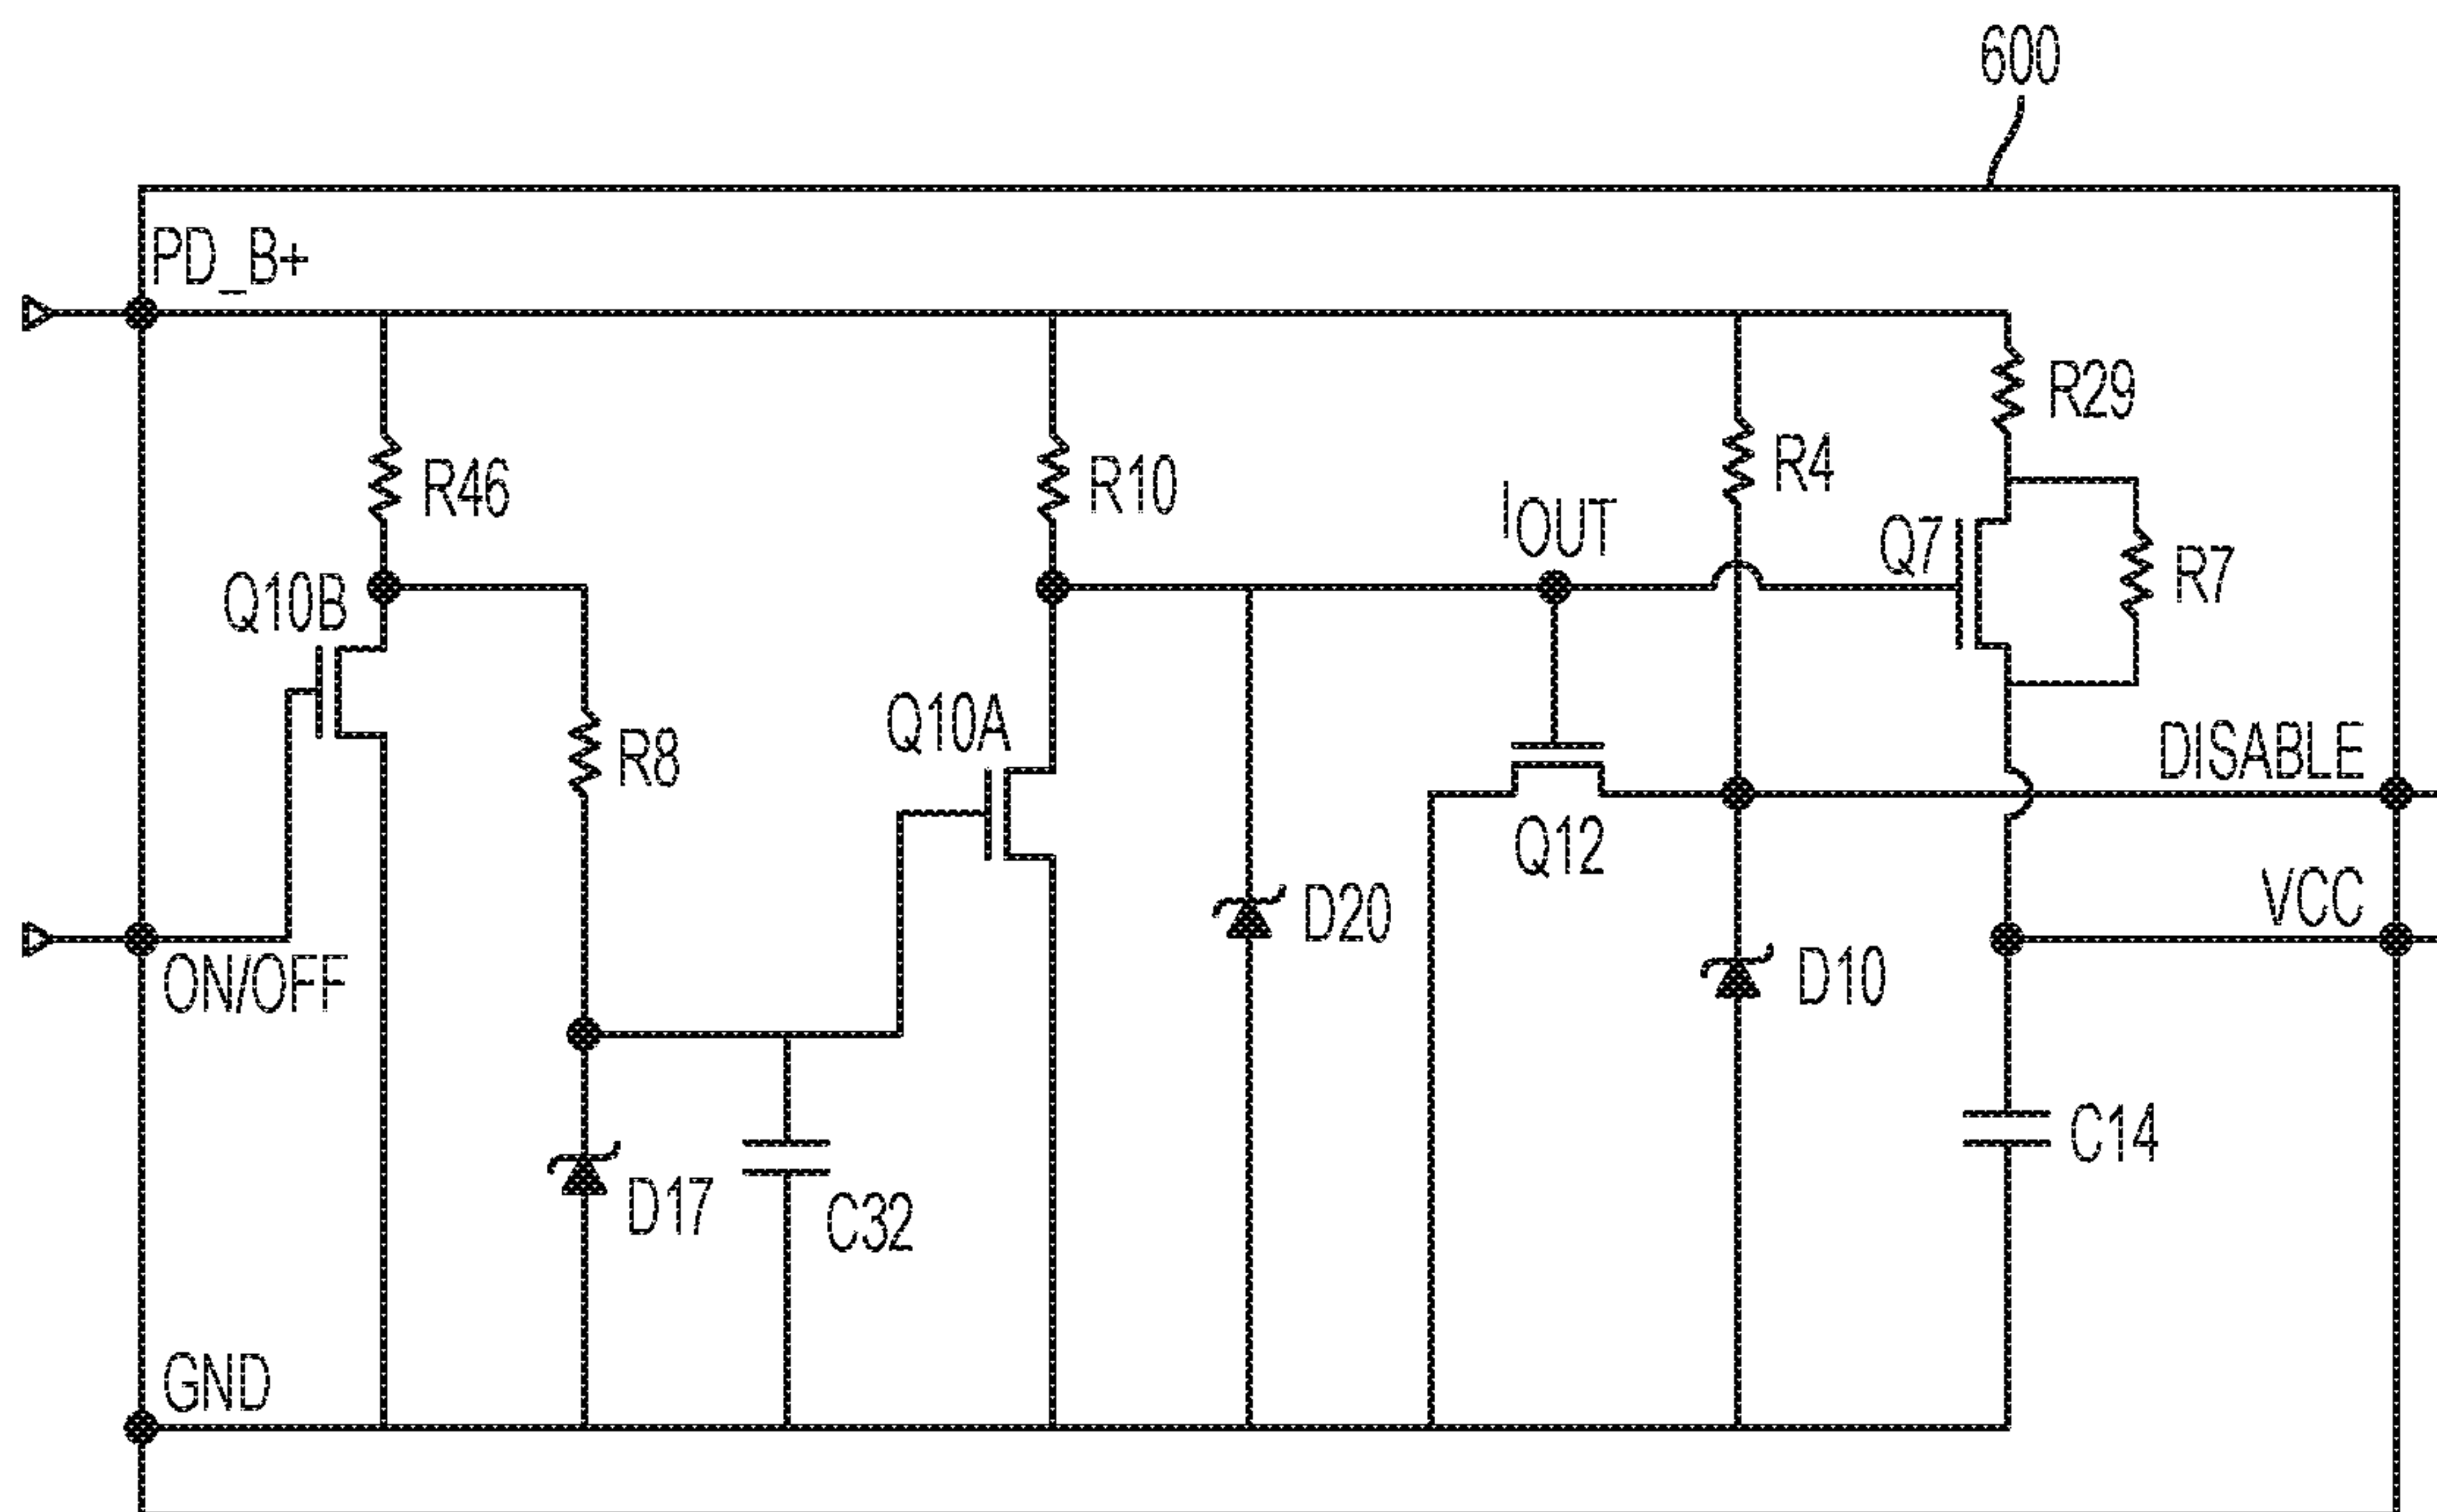 600
PD_B+
R29
R46
R10
R4
IOUT
Q7
R7
Q10B
Q10A
R8
DISABLE
Q12
VCC
D20
ON/OFF
D10
C14
D17
C32
GND